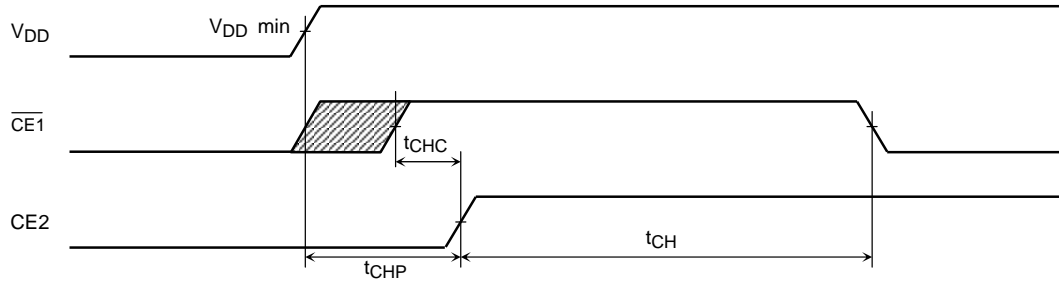 VDD
VDD min
CE1
tCHC
CE2
tCH
tCHP